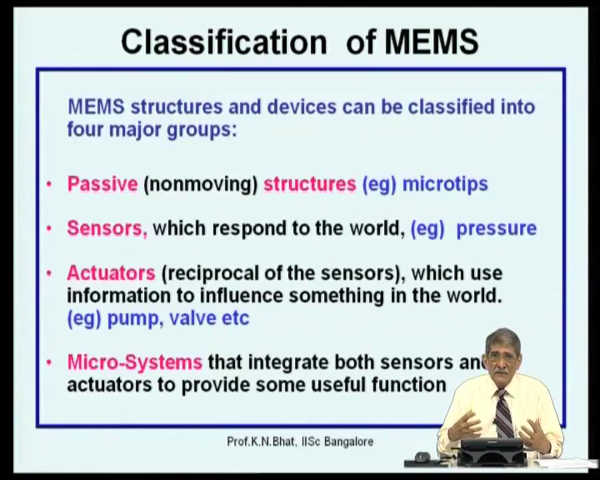 Classification of MEMS
MEMS structures and devices can be classified into
four major groups:
• Passive (nonmoving) structures (eg) microtips
• Sensors, which respond to the world, (eg) pressure
• Actuators (reciprocal of the sensors), which use
information to influence something in the world.
(eg) pump, valve etc
• Micro-Systems that integrate both sensors and
actuators to provide some useful function
Prof.K.N.Bhat, IISc Bangalore